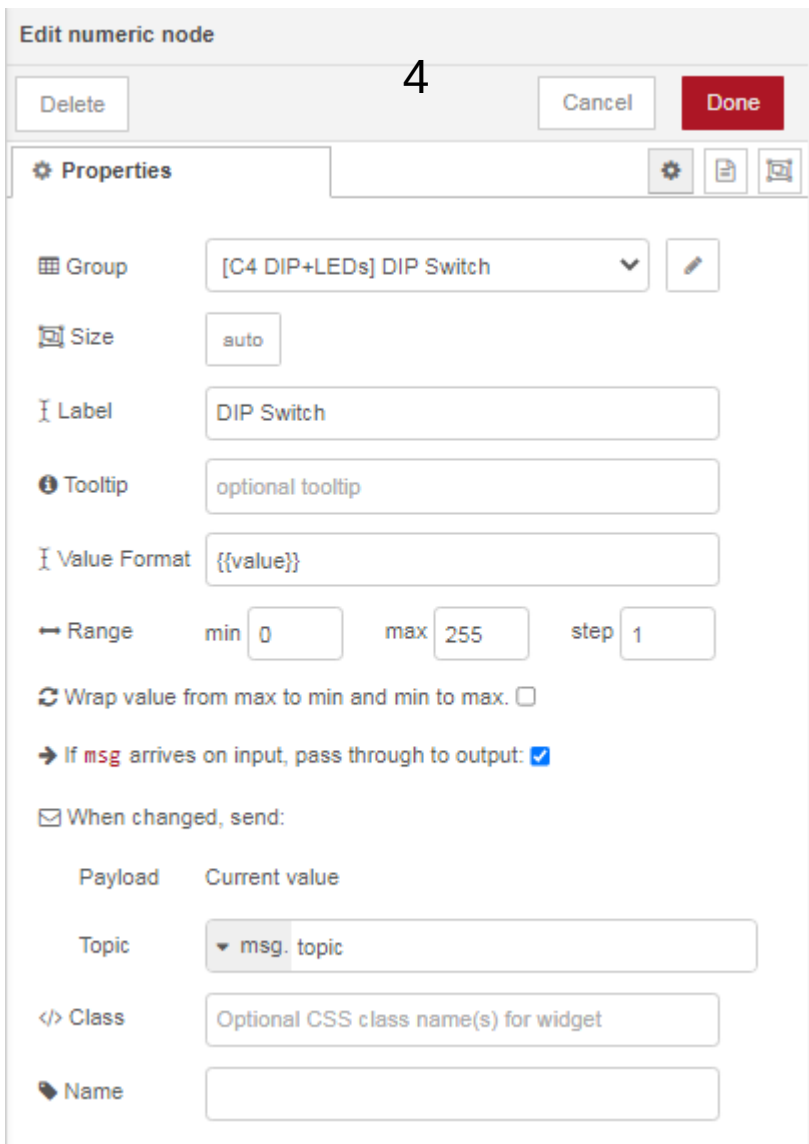 Edit numeric node
4
Delete Cancel Done
Properties
Group [C4 DIP+LEDs] DIP Switch
Size auto
Label DIP Switch
Tooltip optional tooltip
Value Format {{value}}
Range min 0 max 255 step 1
Wrap value from max to min and min to max.
If msg arrives on input, pass through to output:
When changed, send:
Payload Current value
Topic msg. topic
</> Class Optional CSS class name(s) for widget
Name